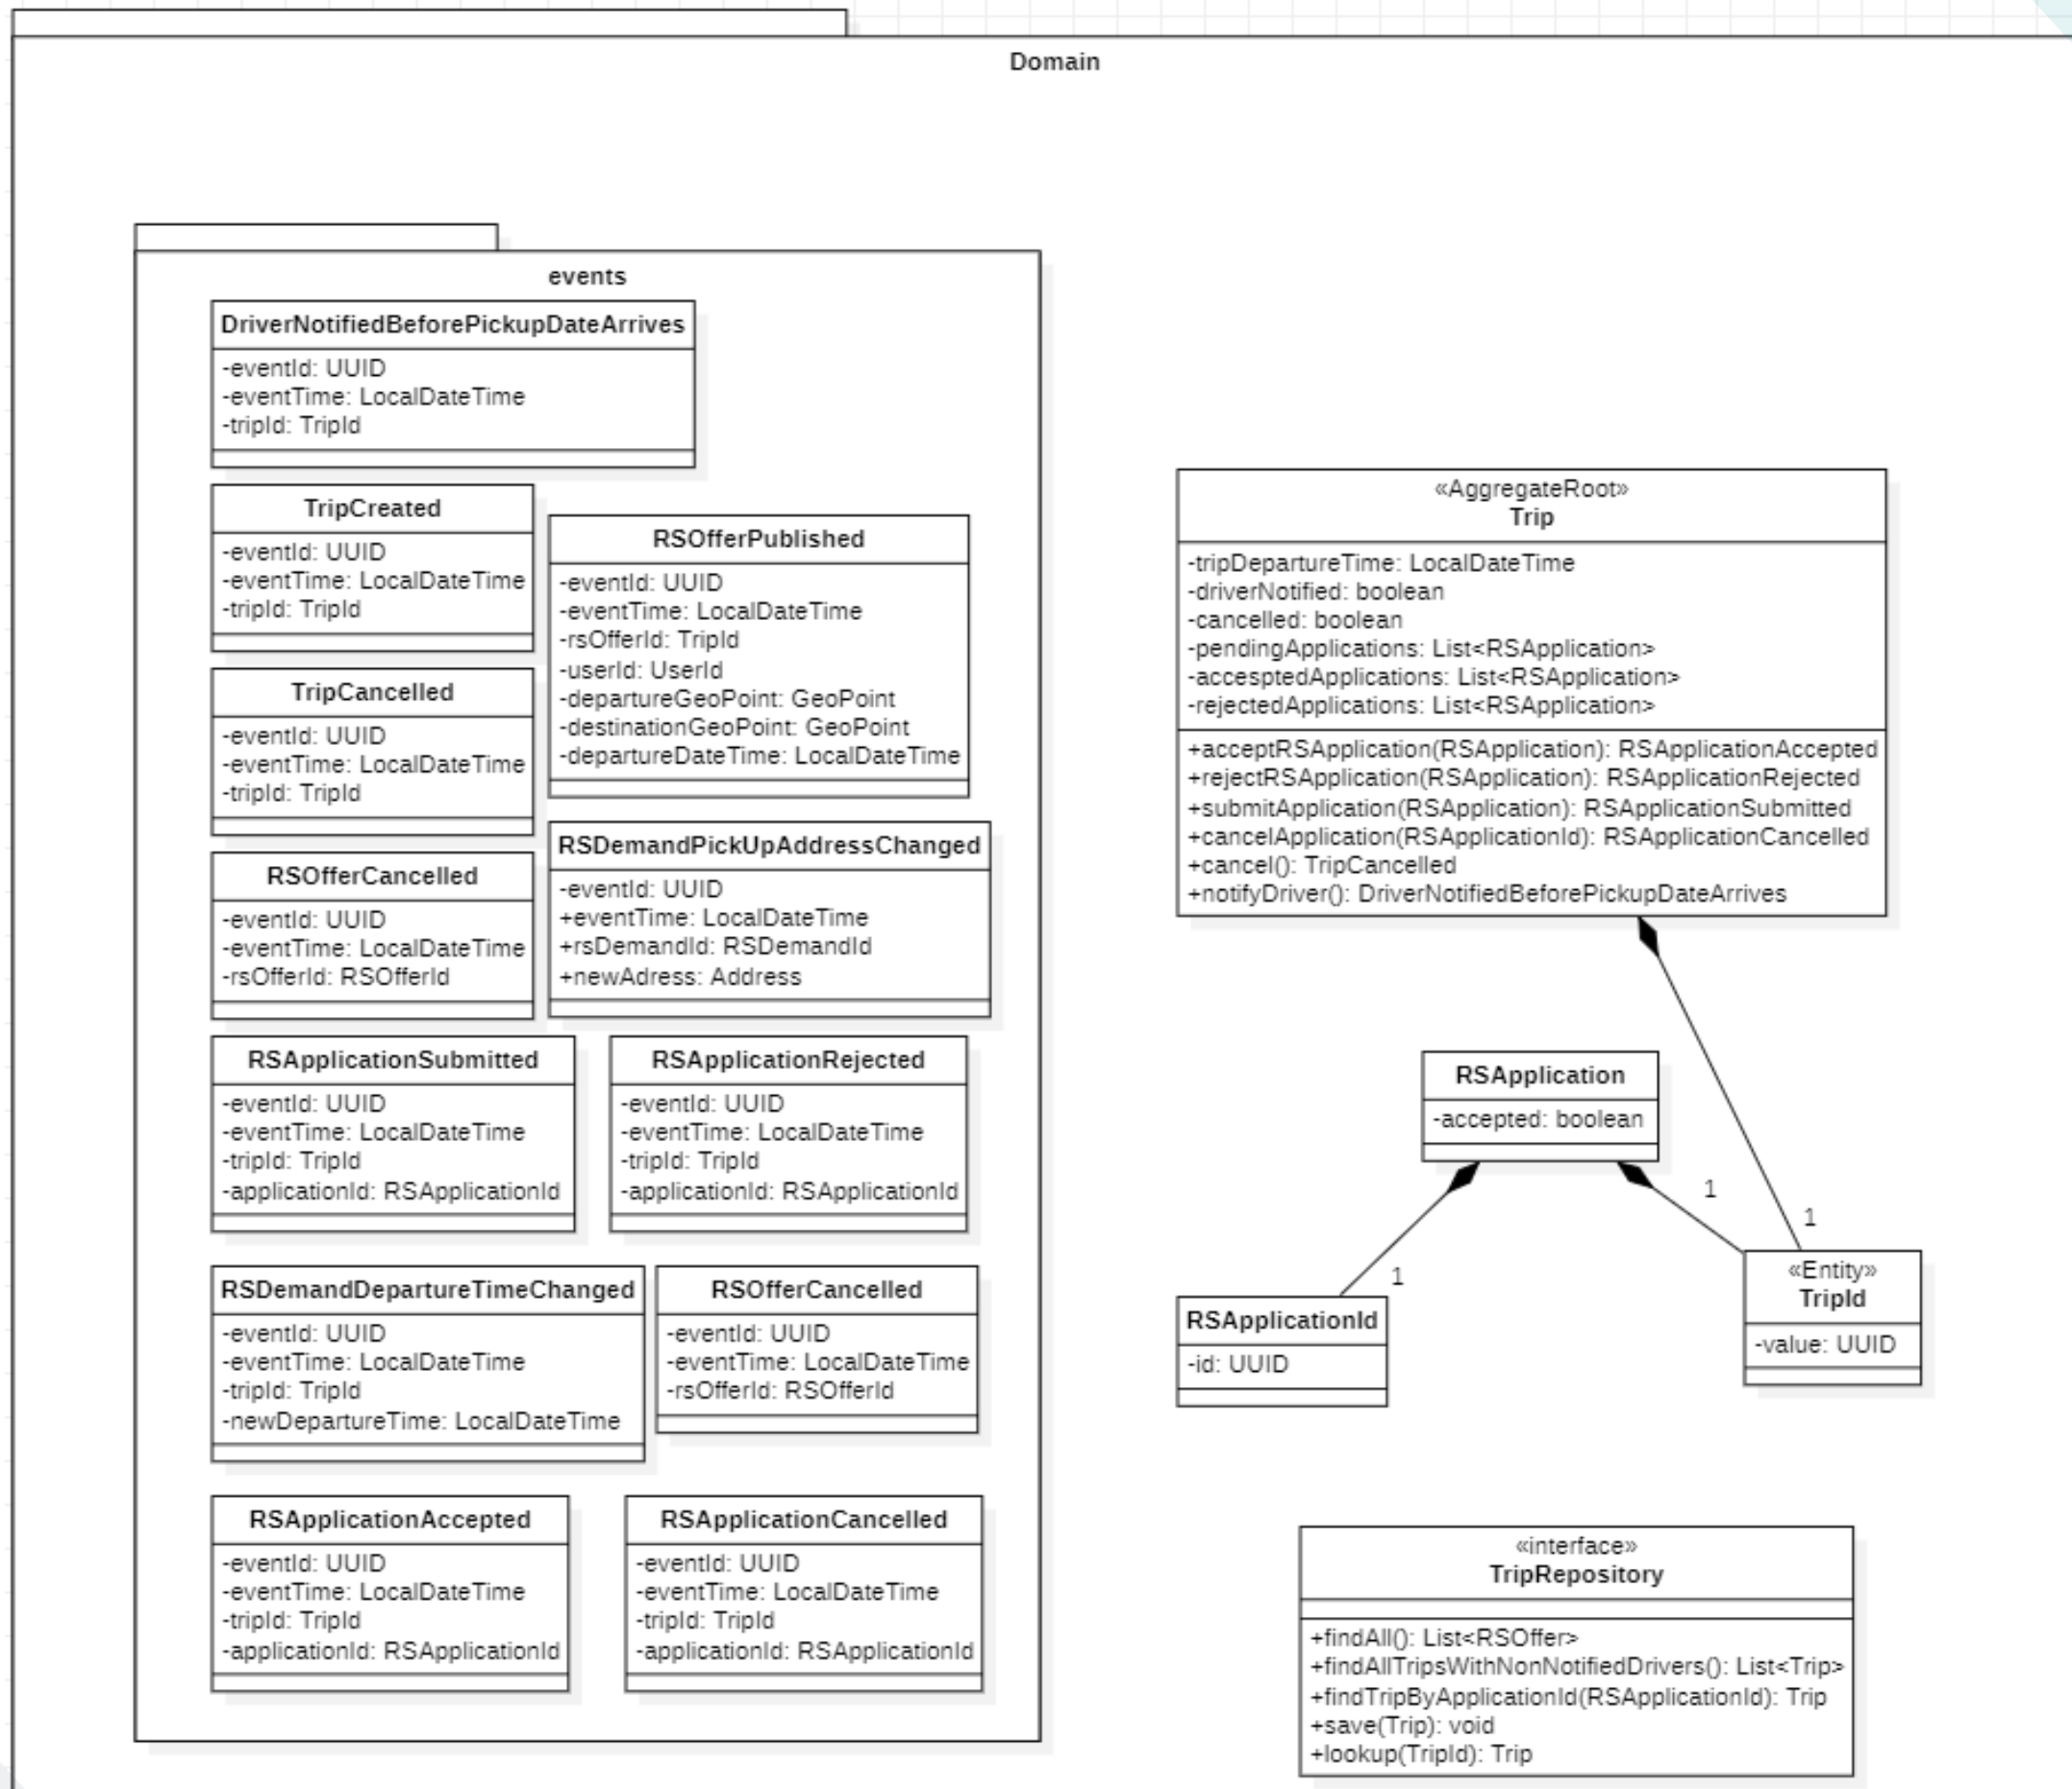 Domain
events
DriverNotifiedBeforePickupDateArrives
-eventId: UUID
-eventTime: LocalDateTime
-tripId: TripId
TripCreated
-eventId: UUID
-eventTime: LocalDateTime
-tripId: TripId
RSOfferPublished
-eventId: UUID
-eventTime: LocalDateTime
-rsOfferId: TripId
-userId: UserId
-departureGeoPoint: GeoPoint
-destinationGeoPoint: GeoPoint
-departureDateTime: LocalDateTime
TripCancelled
-eventId: UUID
-eventTime: LocalDateTime
-tripId: TripId
RSOfferCancelled
-eventId: UUID
-eventTime: LocalDateTime
-rsOfferId: RSOfferId
RSDemandPickUpAddressChanged
-eventId: UUID
+eventTime: LocalDateTime
+rsDemandId: RSDemandId
+newAdress: Address
RSApplicationSubmitted
-eventId: UUID
-eventTime: LocalDateTime
-tripId: TripId
-applicationId: RSApplicationId
RSApplicationRejected
-eventId: UUID
-eventTime: LocalDateTime
-tripId: TripId
-applicationId: RSApplicationId
RSDemandDepartureTimeChanged
-eventId: UUID
-eventTime: LocalDateTime
-tripId: TripId
-newDepartureTime: LocalDateTime
RSOfferCancelled
-eventId: UUID
-eventTime: LocalDateTime
-rsOfferId: RSOfferId
RSApplicationAccepted
-eventId: UUID
-eventTime: LocalDateTime
-tripId: TripId
-applicationId: RSApplicationId
RSApplicationCancelled
-eventId: UUID
-eventTime: LocalDateTime
-tripId: TripId
-applicationId: RSApplicationId
«AggregateRoot»
Trip
-tripDepartureTime: LocalDateTime
-driverNotified: boolean
-cancelled: boolean
-pendingApplications: List<RSApplication>
-accesptedApplications: List<RSApplication>
-rejectedApplications: List<RSApplication>
+acceptRSApplication(RSApplication): RSApplicationAccepted
+rejectRSApplication(RSApplication): RSApplicationRejected
+submitApplication(RSApplication): RSApplicationSubmitted
+cancelApplication(RSApplicationId): RSApplicationCancelled
+cancel(): TripCancelled
+notifyDriver(): DriverNotifiedBeforePickupDateArrives
RSApplication
-accepted: boolean
1
1
1
RSApplicationId
-id: UUID
«Entity»
TripId
-value: UUID
«interface»
TripRepository
+findAll(): List<RSOffer>
+findAllTripsWithNonNotifiedDrivers(): List<Trip>
+findTripByApplicationId(RSApplicationId): Trip
+save(Trip): void
+lookup(TripId): Trip